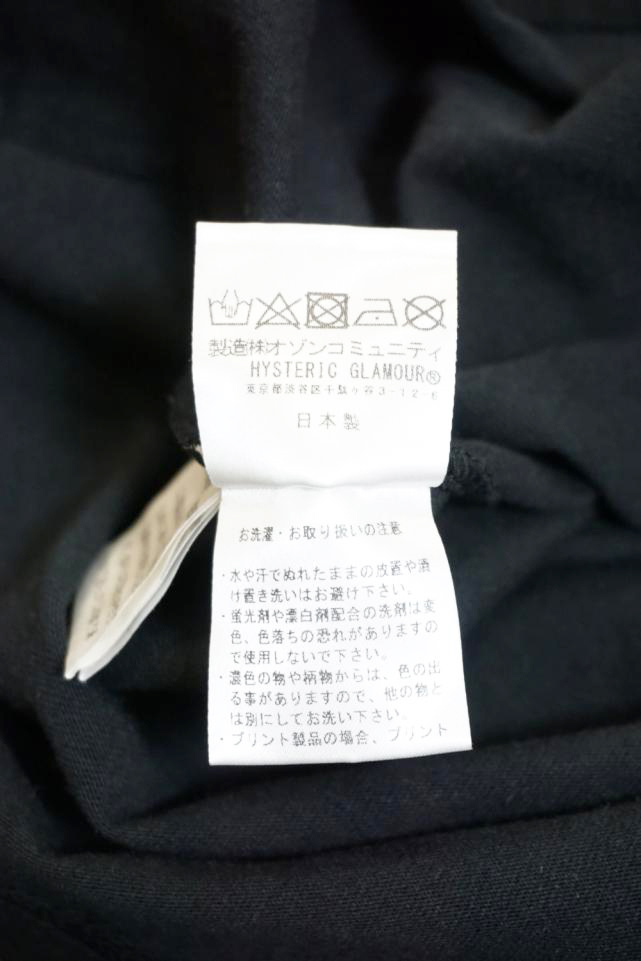 製造㈱オゾンコミュニティ
HYSTERIC GLAMOUR®
東京都渋谷区千駄ヶ谷3-12-6
日本製
お洗濯・お取り扱いの注意
・水や汗でぬれたままの放置や漬
け置き洗いはお避け下さい。
・蛍光剤や漂白剤配合の洗剤は変
色、色落ちの恐れがありますの
で使用しないで下さい。
・濃色の物や柄物からは、色の出
る事がありますので、他の物と
は別にしてお洗い下さい。
・プリント製品の場合、プリント